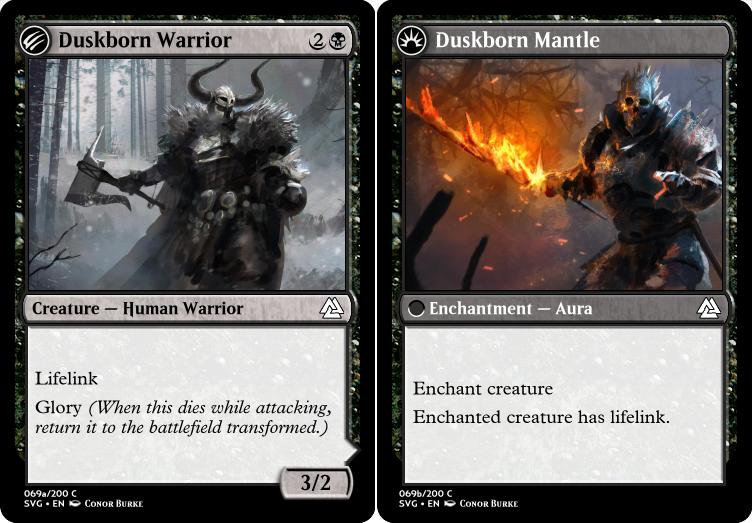 Duskborn Warrior 2
Creature — Human Warrior
Lifelink
Glory (When this dies while attacking,
return it to the battlefield transformed.)
3/2
069a/200 C
SVG • EN Conor Burke
Duskborn Mantle
Enchantment — Aura
Enchant creature
Enchanted creature has lifelink.
069b/200 C
SVG • EN Conor Burke